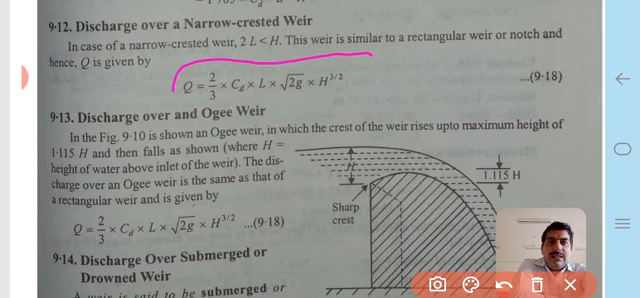 9·12. Discharge over a Narrow-crested Weir
In case of a narrow-crested weir, 2 L < H. This weir is similar to a rectangular weir or notch and
hence, Q is given by
Q = 2/3 × C_d × L × √2g × H^3/2 ...(9·18)
9·13. Discharge over and Ogee Weir
In the Fig. 9·10 is shown an Ogee weir, in which the crest of the weir rises upto maximum height of
1·115 H and then falls as shown (where H =
height of water above inlet of the weir). The dis-
charge over an Ogee weir is the same as that of
a rectangular weir and is given by
Q = 2/3 × C_d × L × √2g × H^3/2 ...(9·18)
9·14. Discharge Over Submerged or
Drowned Weir
A weir is said to be submerged or
H
1.115 H
Sharp
crest